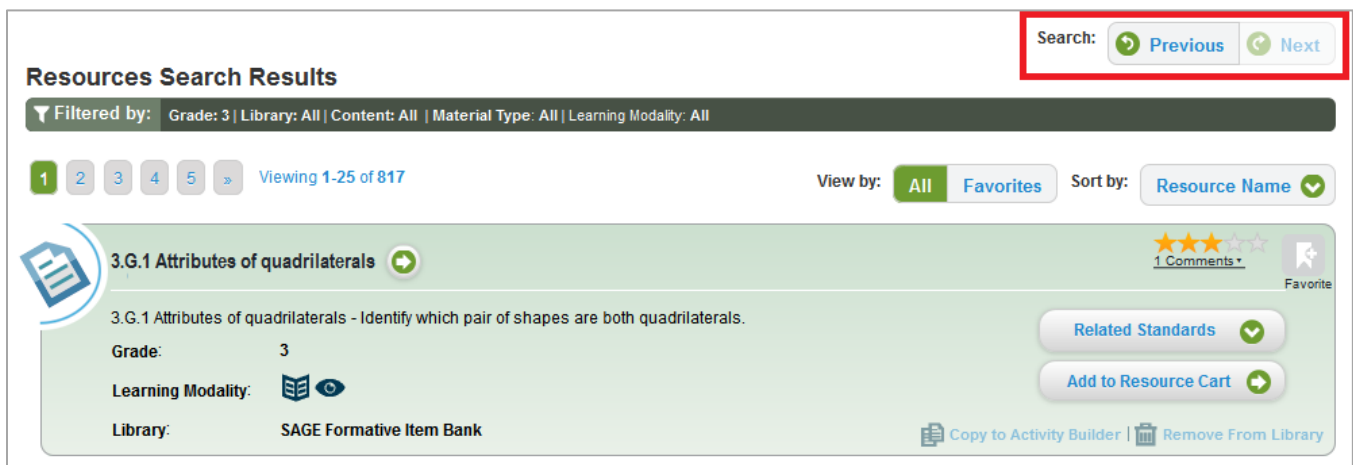 Search: Previous Next
Resources Search Results
Filtered by: Grade: 3 | Library: All | Content: All | Material Type: All | Learning Modality: All
1 2 3 4 5 » Viewing 1-25 of 817 View by: All Favorites Sort by: Resource Name
3.G.1 Attributes of quadrilaterals
1 Comments
Favorite
3.G.1 Attributes of quadrilaterals - Identify which pair of shapes are both quadrilaterals.
Related Standards
Grade: 3
Add to Resource Cart
Learning Modality:
Library: SAGE Formative Item Bank
Copy to Activity Builder | Remove From Library